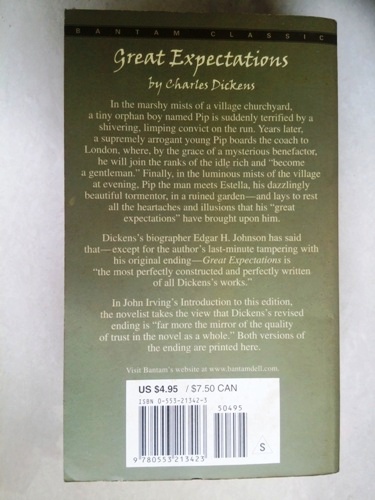 BANTAM CLASSIC
Great Expectations
by Charles Dickens
In the marshy mists of a village churchyard,
a tiny orphan boy named Pip is suddenly terrified by a
shivering, limping convict on the run. Years later,
a supremely arrogant young Pip boards the coach to
London, where, by the grace of a mysterious benefactor,
he will join the ranks of the idle rich and “become
a gentleman.” Finally, in the luminous mists of the village
at evening, Pip the man meets Estella, his dazzlingly
beautiful tormentor, in a ruined garden—and lays to rest
all the heartaches and illusions that his “great
expectations” have brought upon him.
Dickens’s biographer Edgar H. Johnson has said
that—except for the author’s last-minute tampering with
his original ending—Great Expectations is
“the most perfectly constructed and perfectly written
of all Dickens’s works.”
In John Irving’s Introduction to this edition,
the novelist takes the view that Dickens’s revised
ending is “far more the mirror of the quality
of trust in the novel as a whole.” Both versions of
the ending are printed here.
Visit Bantam’s website at www.bantamdell.com.
US $4.95 / $7.50 CAN
ISBN 0-553-21342-3
50495
S
9 780553 213423